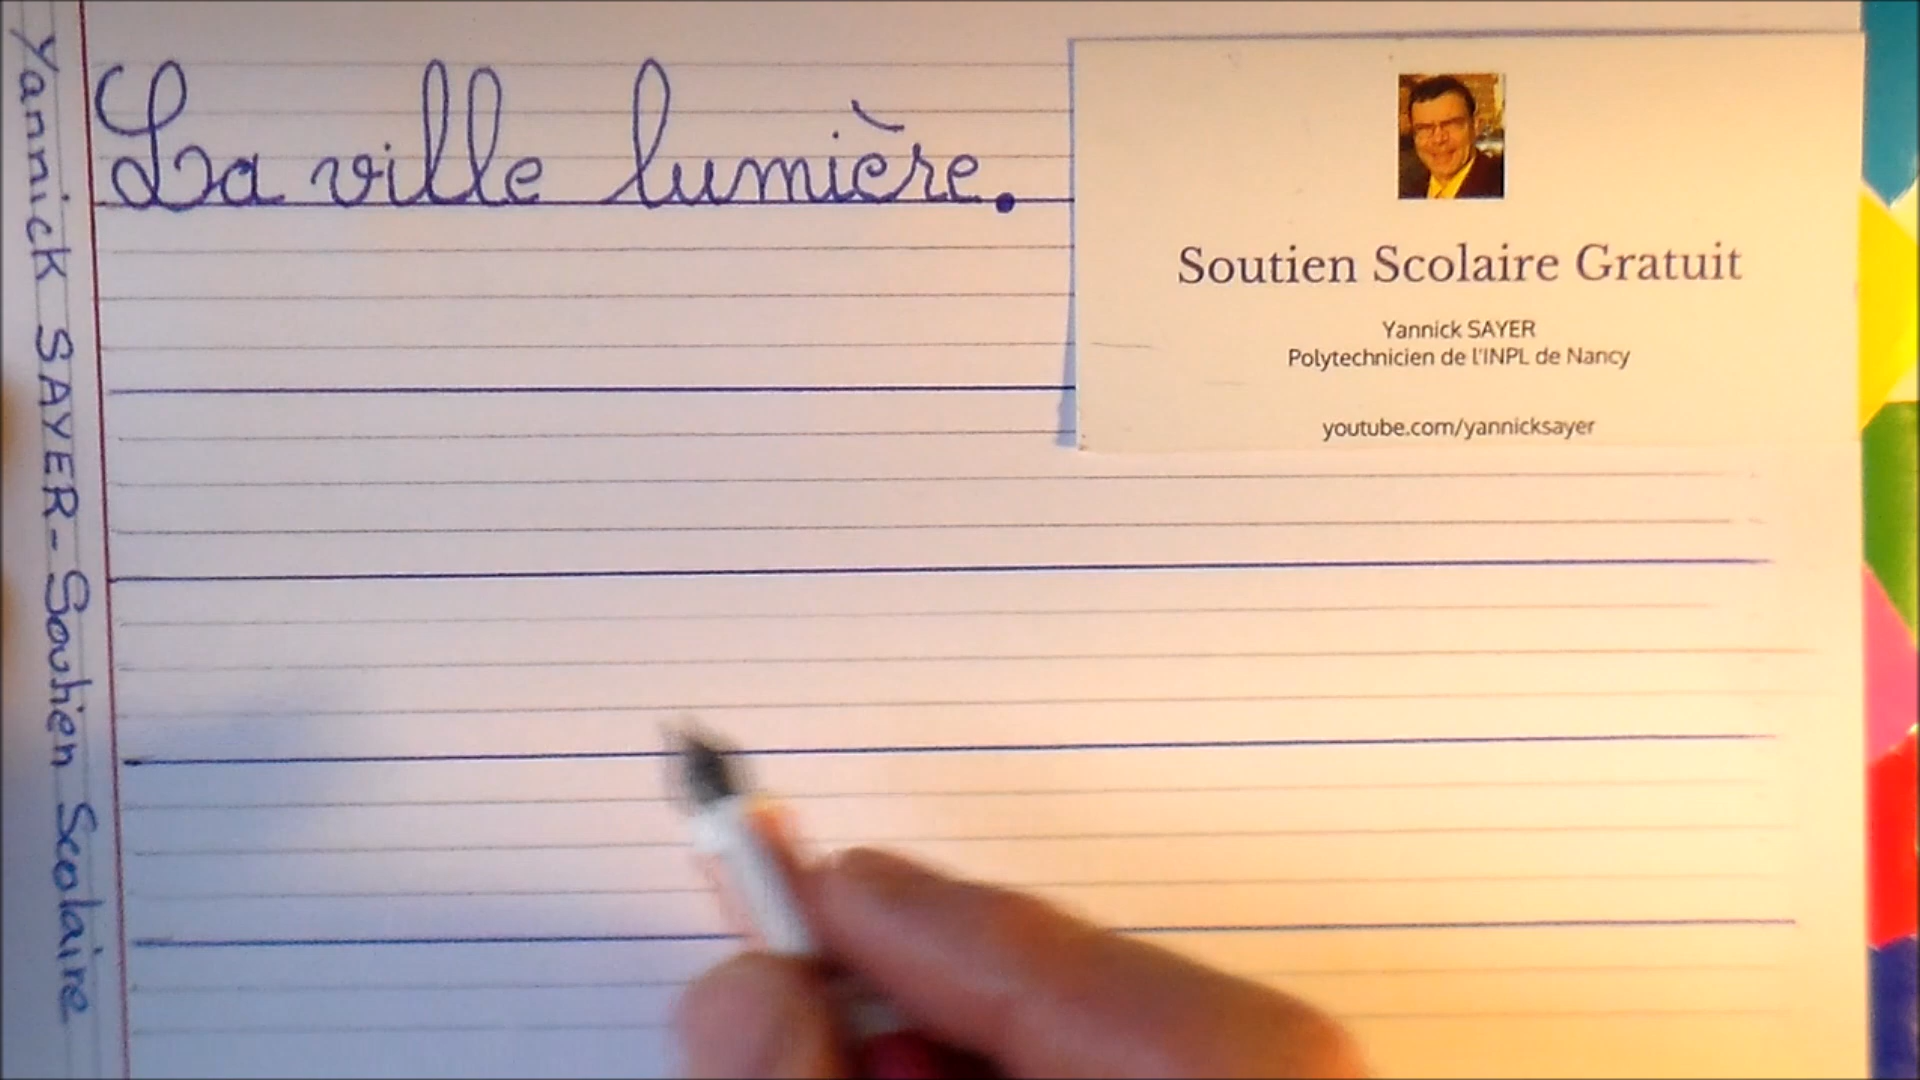 La ville lumière.
Soutien Scolaire Gratuit
Yannick SAYER
Polytechnicien de l'INPL de Nancy
youtube.com/yannicksayer
Yannick SAYER - Soutien Scolaire